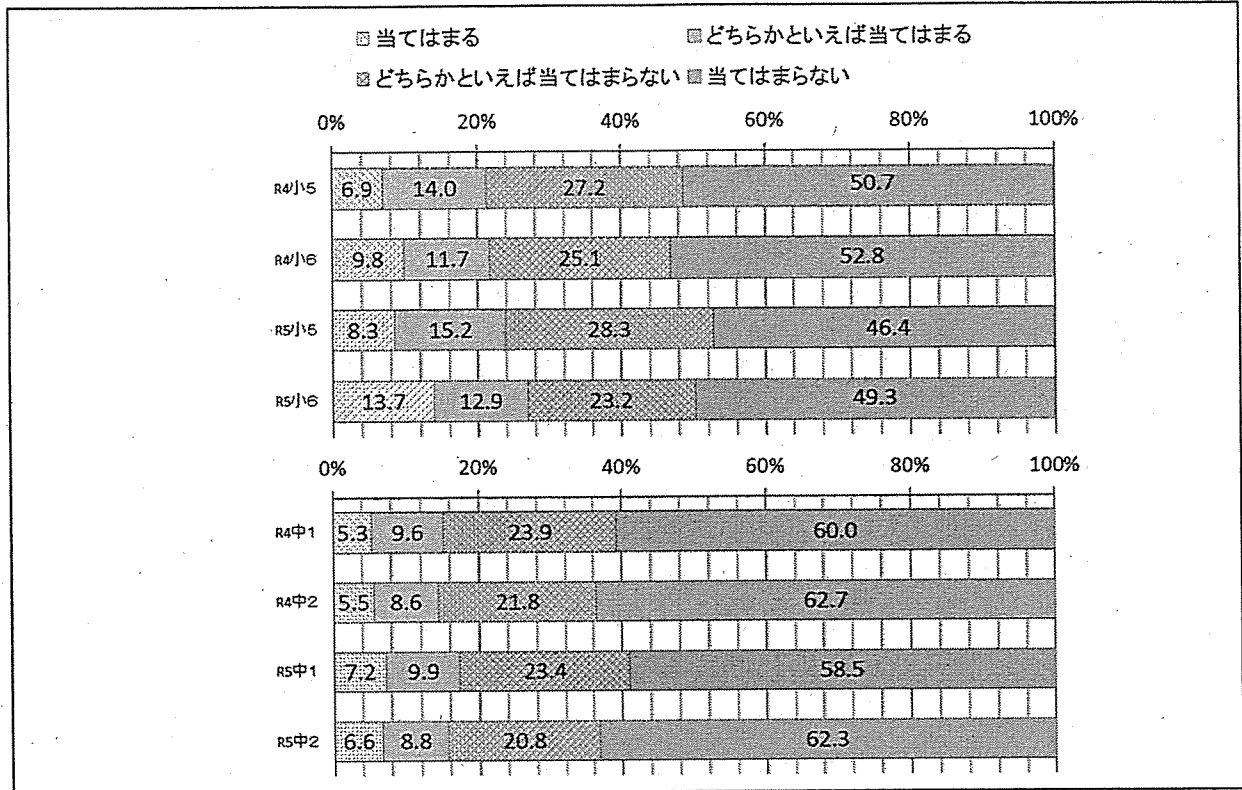 当てはまる どちらかといえば当てはまる
どちらかといえば当てはまらない 当てはまらない
0% 20% 40% 60% 80% 100%
R4小5 6.9 14.0 27.2 50.7
R4小6 9.8 11.7 25.1 52.8
R5小5 8.3 15.2 28.3 46.4
R5小6 13.7 12.9 23.2 49.3
0% 20% 40% 60% 80% 100%
R4中1 5.3 9.6 23.9 60.0
R4中2 5.5 8.6 21.8 62.7
R5中1 7.2 9.9 23.4 58.5
R5中2 6.6 8.8 20.8 62.3